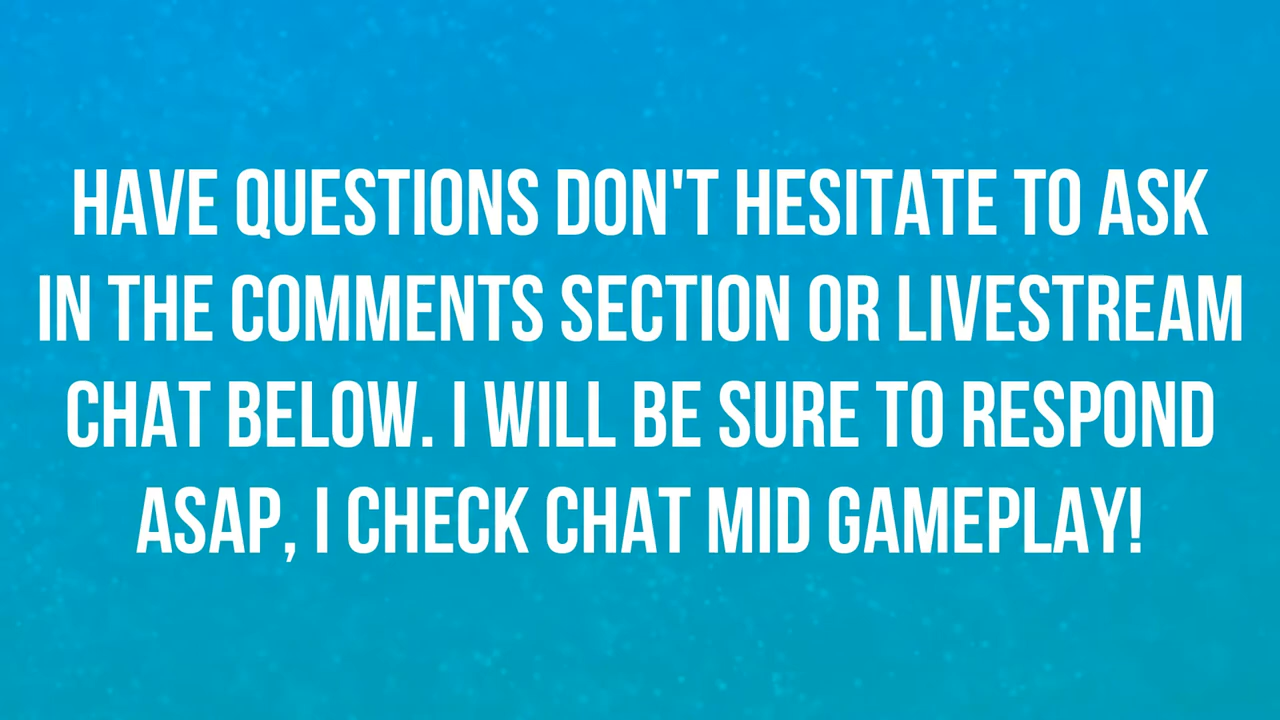 HAVE QUESTIONS DON'T HESITATE TO ASK
IN THE COMMENTS SECTION OR LIVESTREAM
CHAT BELOW. I WILL BE SURE TO RESPOND
ASAP, I CHECK CHAT MID GAMEPLAY!